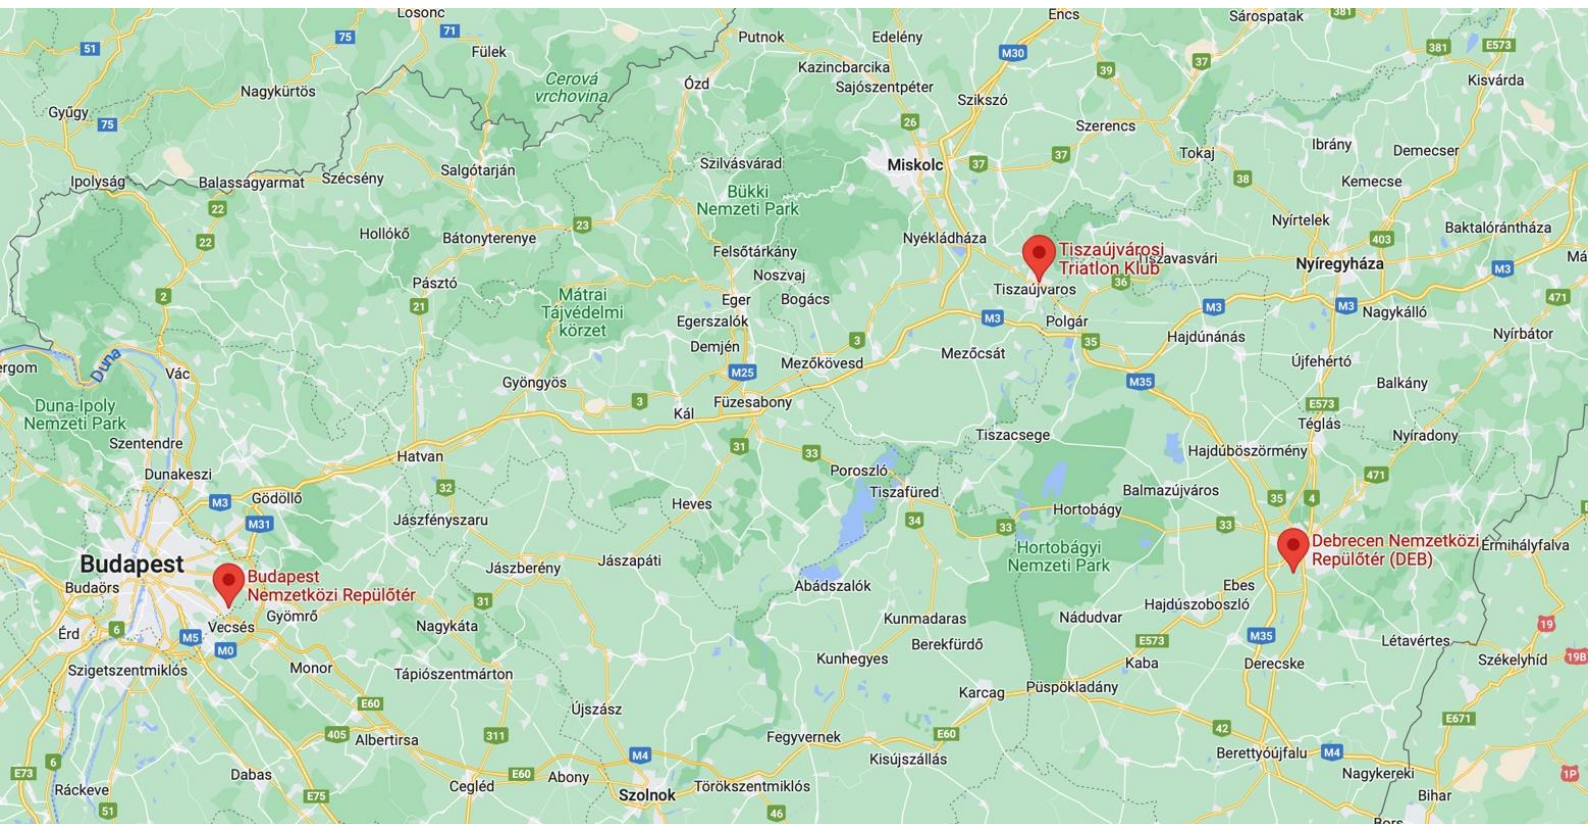 Losonc
Encs
Sárospatak
381
51
75
71
Fülek
Putnok
Edelény
M30
381
E573
Kazincbarcika
37
39
Kisvárda
Cerová
vrchovina
Ózd
Sajószentpéter
Nagykürtös
Szikszó
Gyűgy
75
26
Szerencs
Ibrány
Demecser
Tokaj
Szilvásvárad
Miskolc
37
37
Salgótarján
Ipolyság
Balassagyarmat
Szécsény
38
Kemecse
Bükki
Nemzeti Park
22
23
Nyírtelek
Baktalórántháza
Hollókő
Bátonyterenye
Nyékládháza
22
403
Felsőtárkány
Tiszaújvárosi
Triatlon Klub
Tiszavasvári
Nyíregyháza
M3
Noszvaj
Pásztó
Tiszaújváros
36
2
Mátrai
Tájvédelmi
körzet
Eger
Bogács
21
M3
M3
471
Nagykálló
Egerszalók
M3
Polgár
Nyírbátor
Demjén
3
35
Hajdúnánás
Mezőcsát
Duna
Mezőkövesd
Újfehértó
Vác
M25
M35
Gyöngyös
Balkány
3
Füzesabony
E573
Duna-Ipoly
Nemzeti Park
Kál
Téglás
Tiszacsege
Nyíradony
Szentendre
31
33
Hajdúböszörmény
Hatvan
Dunakeszi
Poroszló
471
32
Tiszafüred
Balmazújváros
35
4
M3
Gödöllő
Heves
Hortobágy
M31
Jászfényszaru
34
33
33
Debrecen Nemzetközi
Repülőtér (DEB)
Érmihályfalva
Hortobágyi
Nemzeti Park
Budapest
Jászberény
Jászapáti
Budapest
Nemzetközi Repülőtér
Budaörs
Abádszalók
Ebes
31
Hajdúszoboszló
Gyömrő
Kunmadaras
Nádudvar
Vecsés
Nagykáta
19
Érd
6
M5
M35
E573
Létavértes
Berekfürdő
M0
Kunhegyes
Székelyhíd
19B
Szigetszentmiklós
Monor
Tápiószentmárton
Kaba
Derecske
Karcag
Püspökladány
E60
Újszász
E671
405
Albertirsa
311
Fegyvernek
E60
42
M4
Kisújszállás
Berettyóújfalu
M4
E73
6
Dabas
E60
Abony
Nagykereki
1P
Ráckeve
E75
Cegléd
Szolnok
Törökszentmiklós
Bihar
51
46
Bors